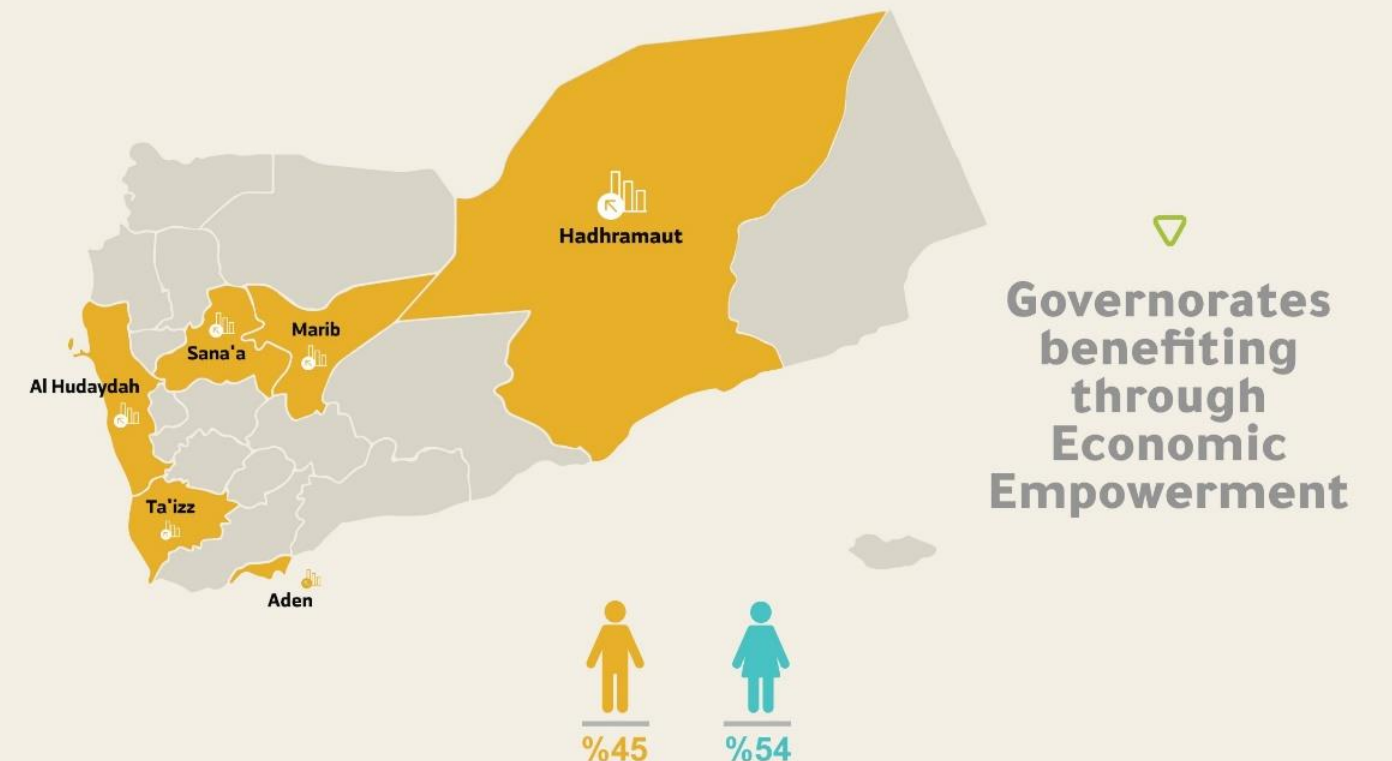 Hadhramaut
Marib
Sana'a
Al Hudaydah
Ta'izz
Aden
Governorates
benefiting
through
Economic
Empowerment
%45
%54